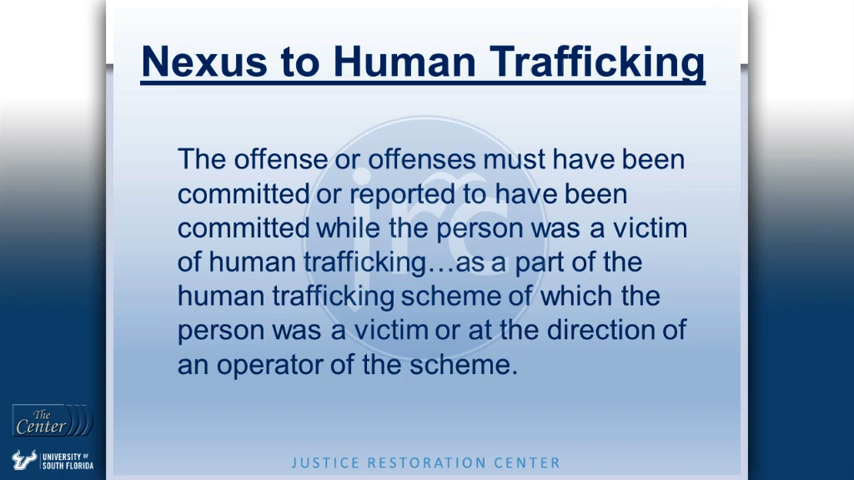 Nexus to Human Trafficking
The offense or offenses must have been
committed or reported to have been
committed while the person was a victim
of human trafficking…as a part of the
human trafficking scheme of which the
person was a victim or at the direction of
an operator of the scheme.
jrrc
The
Center
UNIVERSITY OF
SOUTH FLORIDA
JUSTICE RESTORATION CENTER